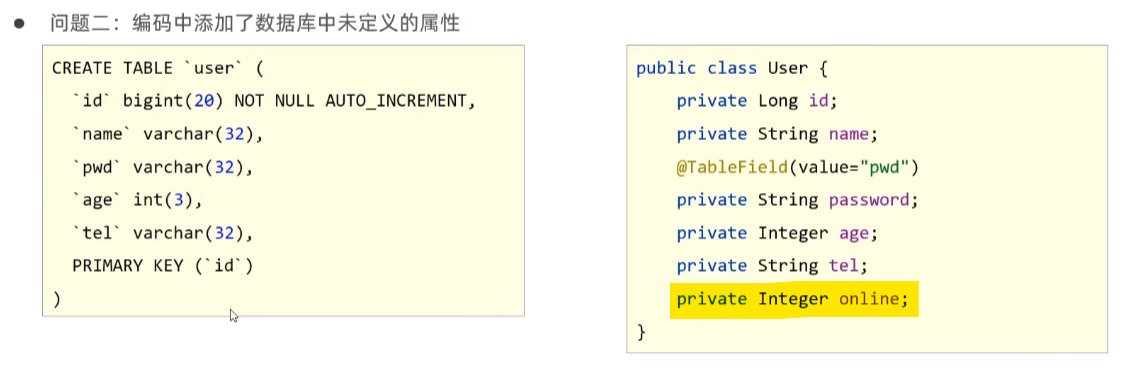 ● 问题二：编码中添加了数据库中未定义的属性
CREATE TABLE `user` (
`id` bigint(20) NOT NULL AUTO_INCREMENT,
`name` varchar(32),
`pwd` varchar(32),
`age` int(3),
`tel` varchar(32),
PRIMARY KEY (`id`)
)
public class User {
private Long id;
private String name;
@TableField(value="pwd")
private String password;
private Integer age;
private String tel;
private Integer online;
}